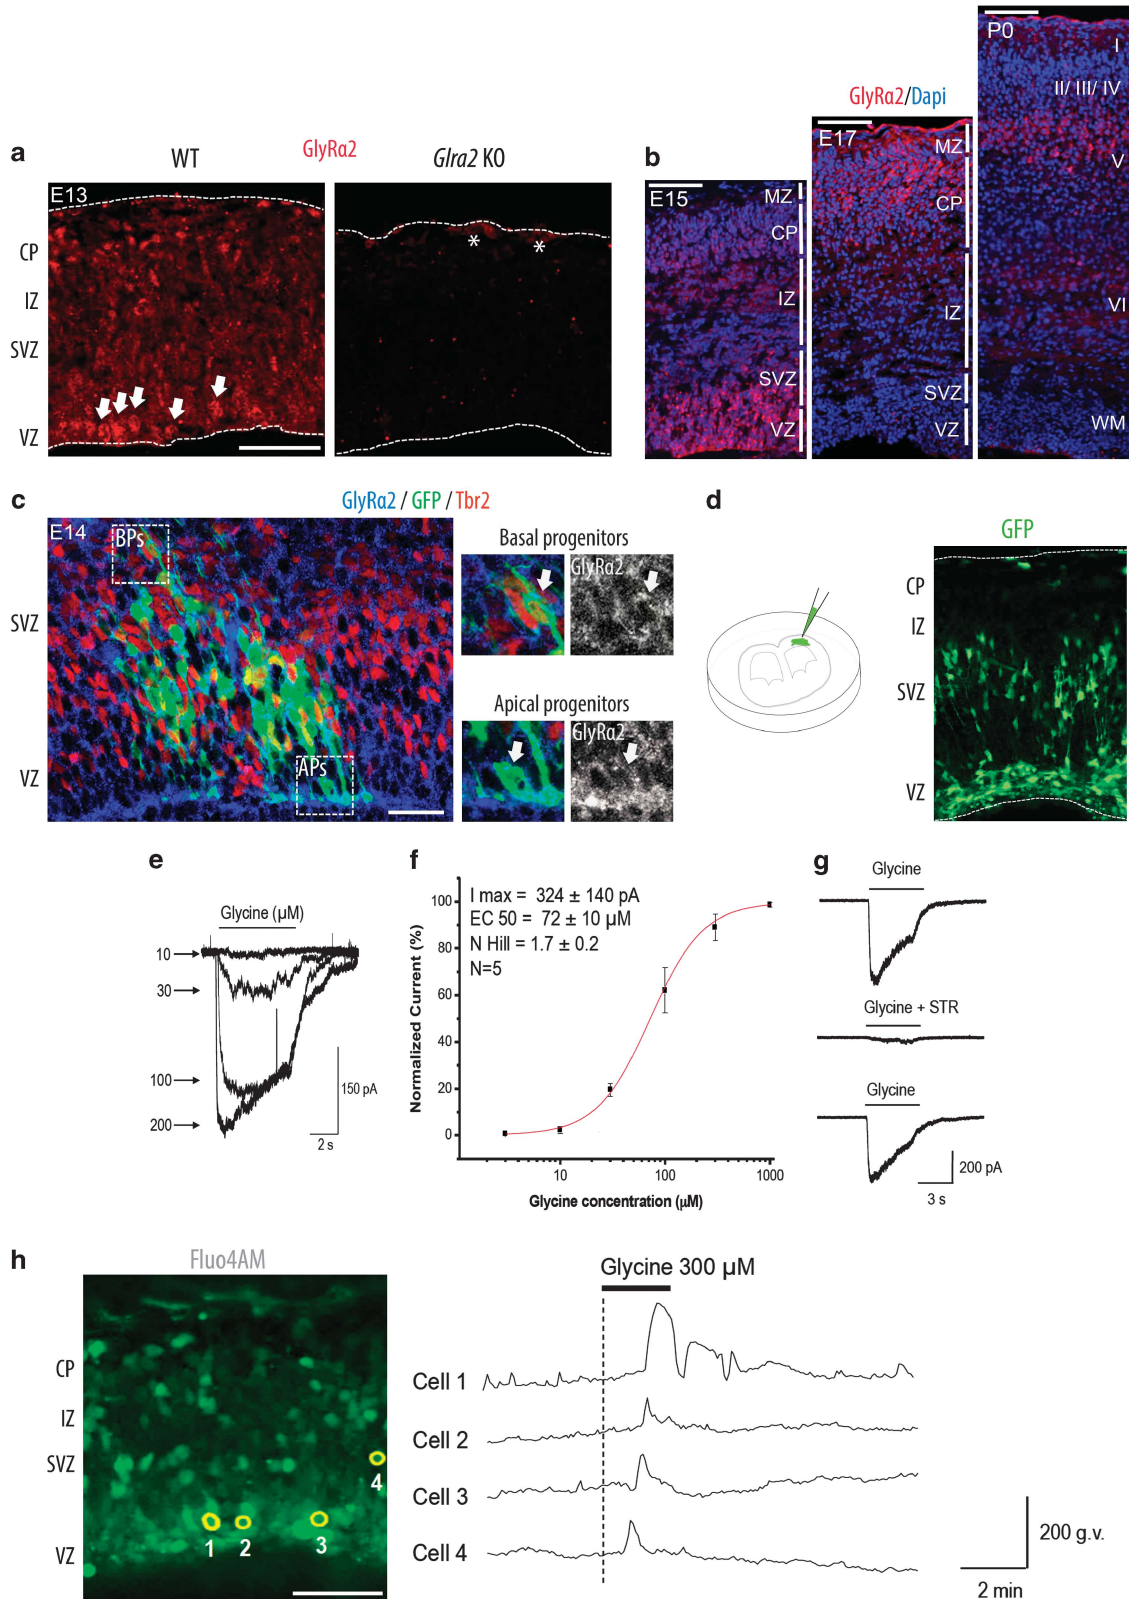 a
WT
GlyRα2
Glra2 KO
E13
CP
IZ
SVZ
VZ
*
*
b
GlyRα2/Dapi
E15
MZ
CP
IZ
SVZ
VZ
E17
MZ
CP
IZ
SVZ
VZ
P0
I
II/ III/ IV
V
VI
WM
c
GlyRα2 / GFP / Tbr2
E14
BPs
SVZ
VZ
APs
Basal progenitors
GlyRα2
Apical progenitors
GlyRα2
d
GFP
CP
IZ
SVZ
VZ
e
Glycine (µM)
10
30
100
200
150 pA
2 s
f
I max = 324 ± 140 pA
EC 50 = 72 ± 10 µM
N Hill = 1.7 ± 0.2
N=5
Normalized Current (%)
100
80
60
40
20
0
10
100
1000
Glycine concentration (µM)
g
Glycine
Glycine + STR
Glycine
200 pA
3 s
h
Fluo4AM
CP
IZ
SVZ
VZ
1
2
3
4
Glycine 300 µM
Cell 1
Cell 2
Cell 3
Cell 4
200 g.v.
2 min